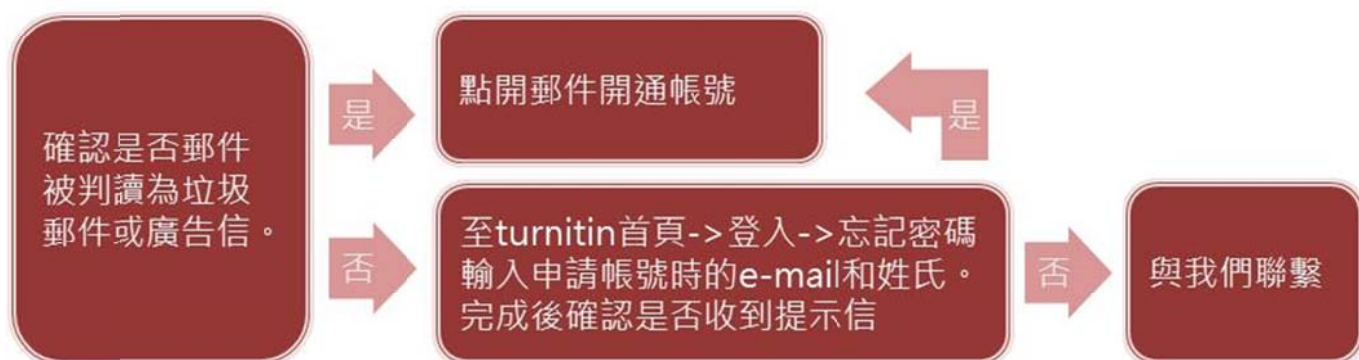 確認是否郵件
被判讀為垃圾
郵件或廣告信。
是
點開郵件開通帳號
是
否
至turnitin首頁->登入->忘記密碼
輸入申請帳號時的e-mail和姓氏。
完成後確認是否收到提示信
否
與我們聯繫